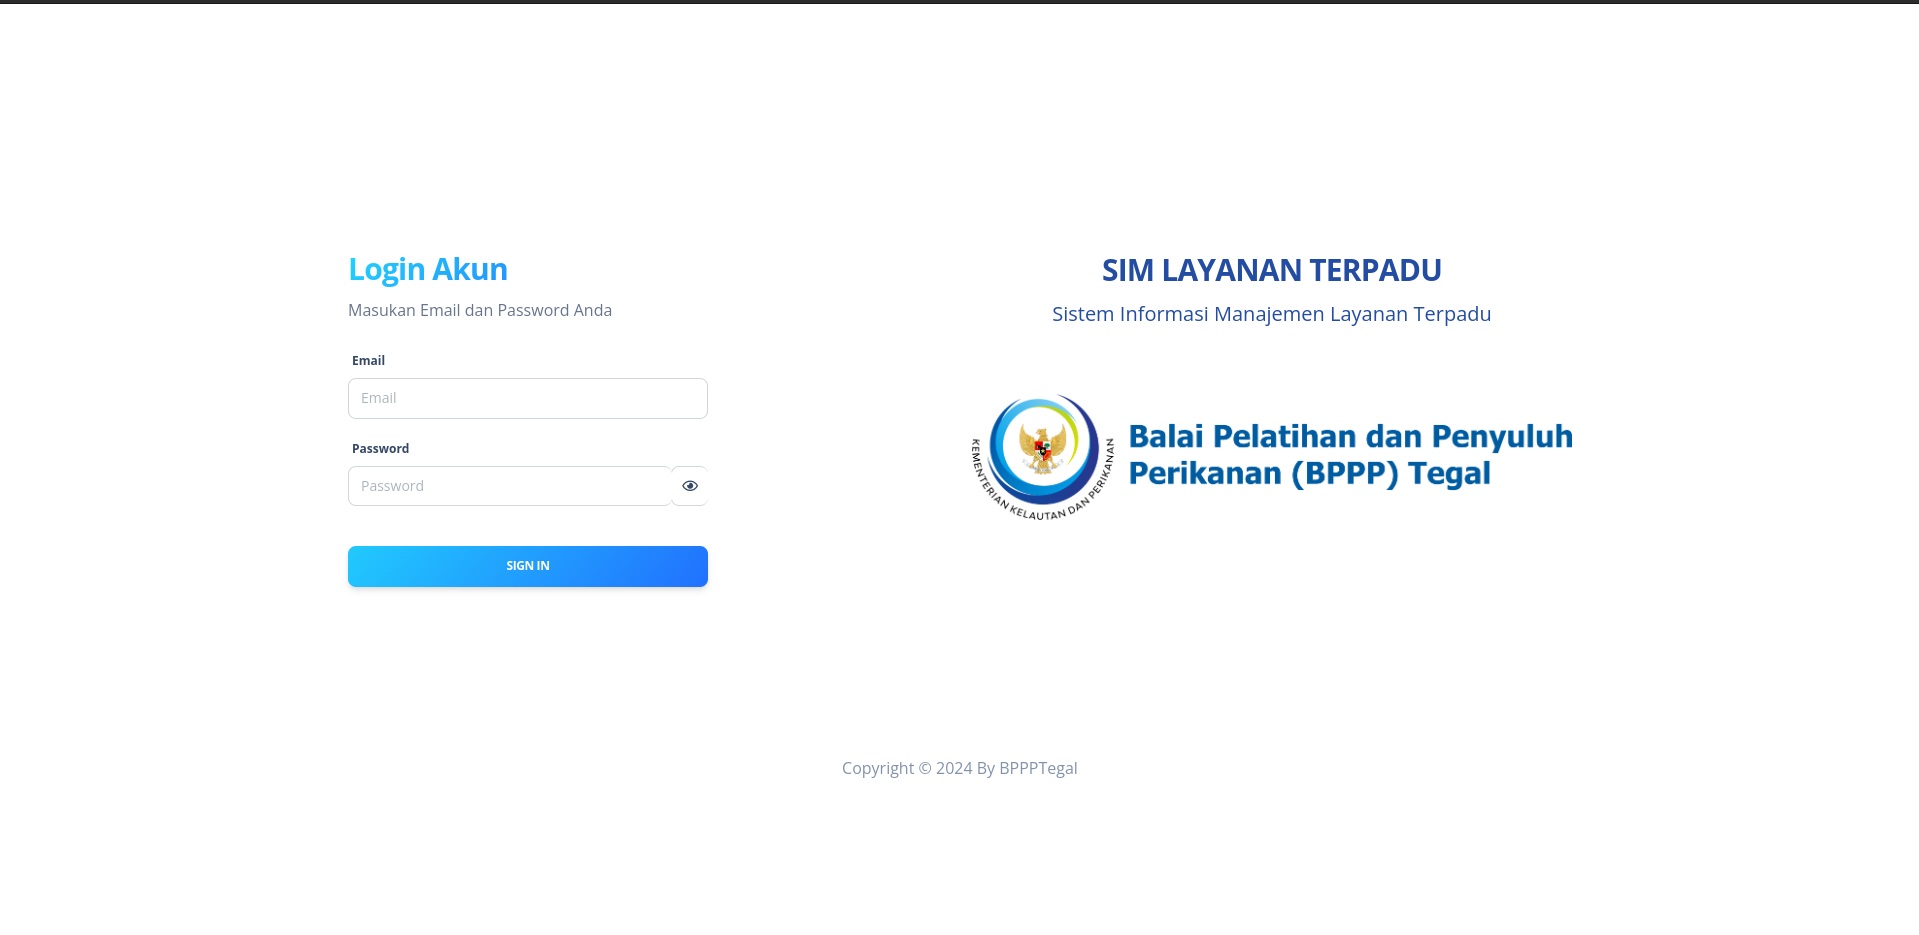 Login Akun
Masukan Email dan Password Anda
Email
Email
Password
Password
SIGN IN
SIM LAYANAN TERPADU
Sistem Informasi Manajemen Layanan Terpadu
KEMENTERIAN KELAUTAN DAN PERIKANAN
Balai Pelatihan dan Penyuluh
Perikanan (BPPP) Tegal
Copyright © 2024 By BPPPTegal